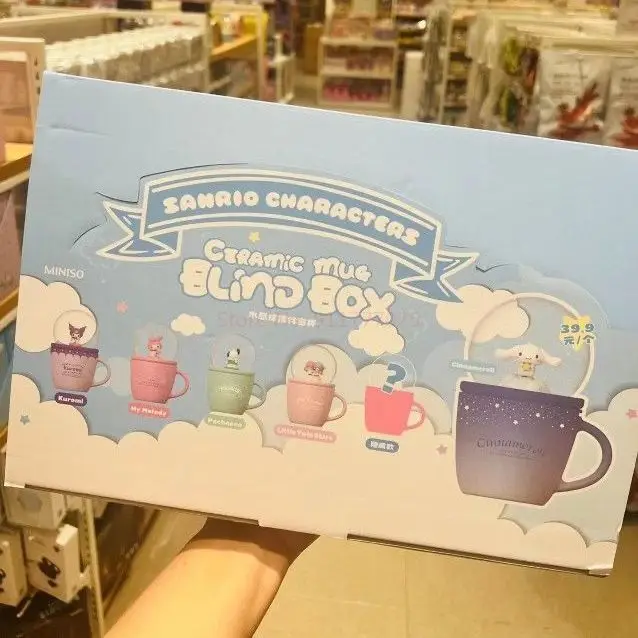 SANRIO CHARACTERS
CERAMIC MUG
BLIND BOX
MINISO
39.9
元/个
Cinnamoroll
Kuromi
My Melody
Pochacco
Little Twin Stars
?
隐藏款
Kuromi
Cinnamoroll